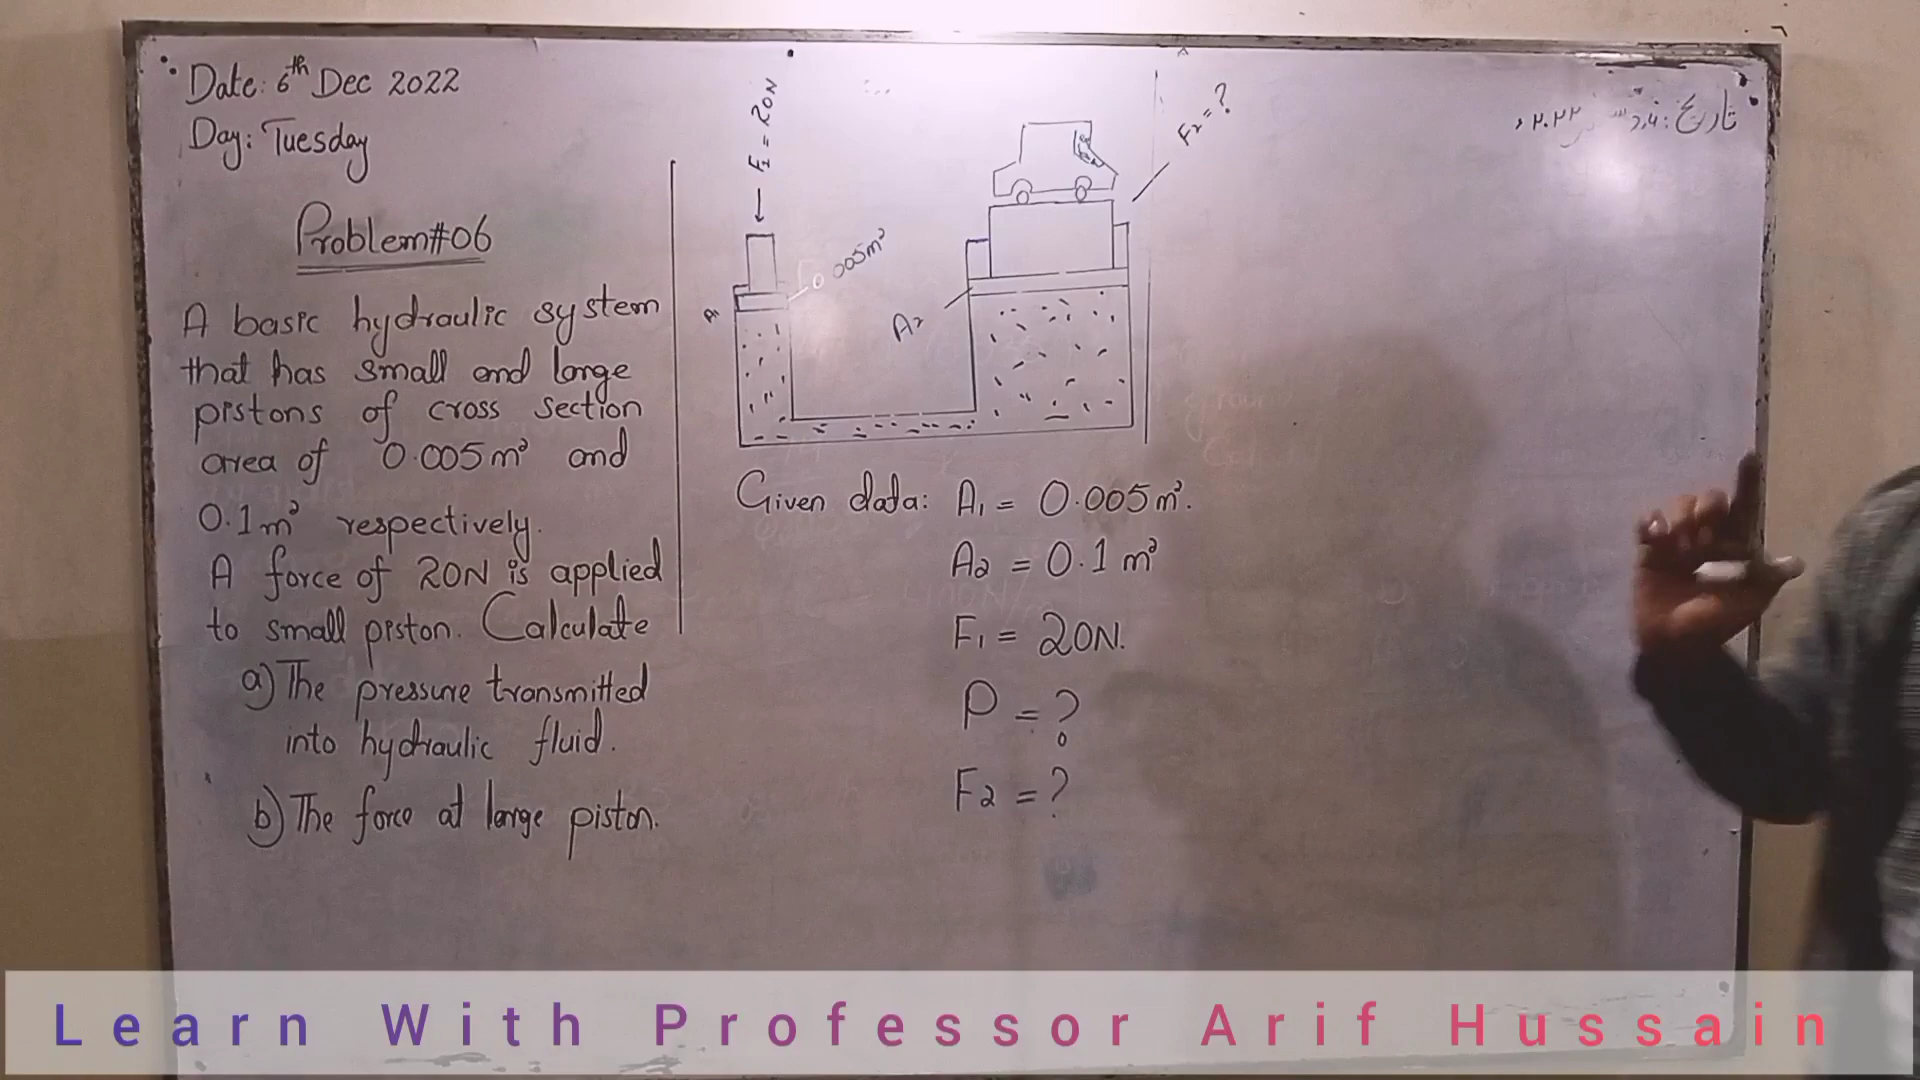 Date: 6th Dec 2022
Day: Tuesday
Problem#06
A basic hydraulic system
that has small and large
pistons of cross section
area of 0.005m² and
0.1m² respectively.
A force of 20N is applied
to small piston. Calculate
a) The pressure transmitted
into hydraulic fluid.
b) The force at large piston.
F1 = 20N
0.005m²
A1
A2
F2 = ?
Given data: A1 = 0.005m².
A2 = 0.1 m²
F1 = 20N.
P = ?
F2 = ?
تاریخ:
Learn With Professor Arif Hussain